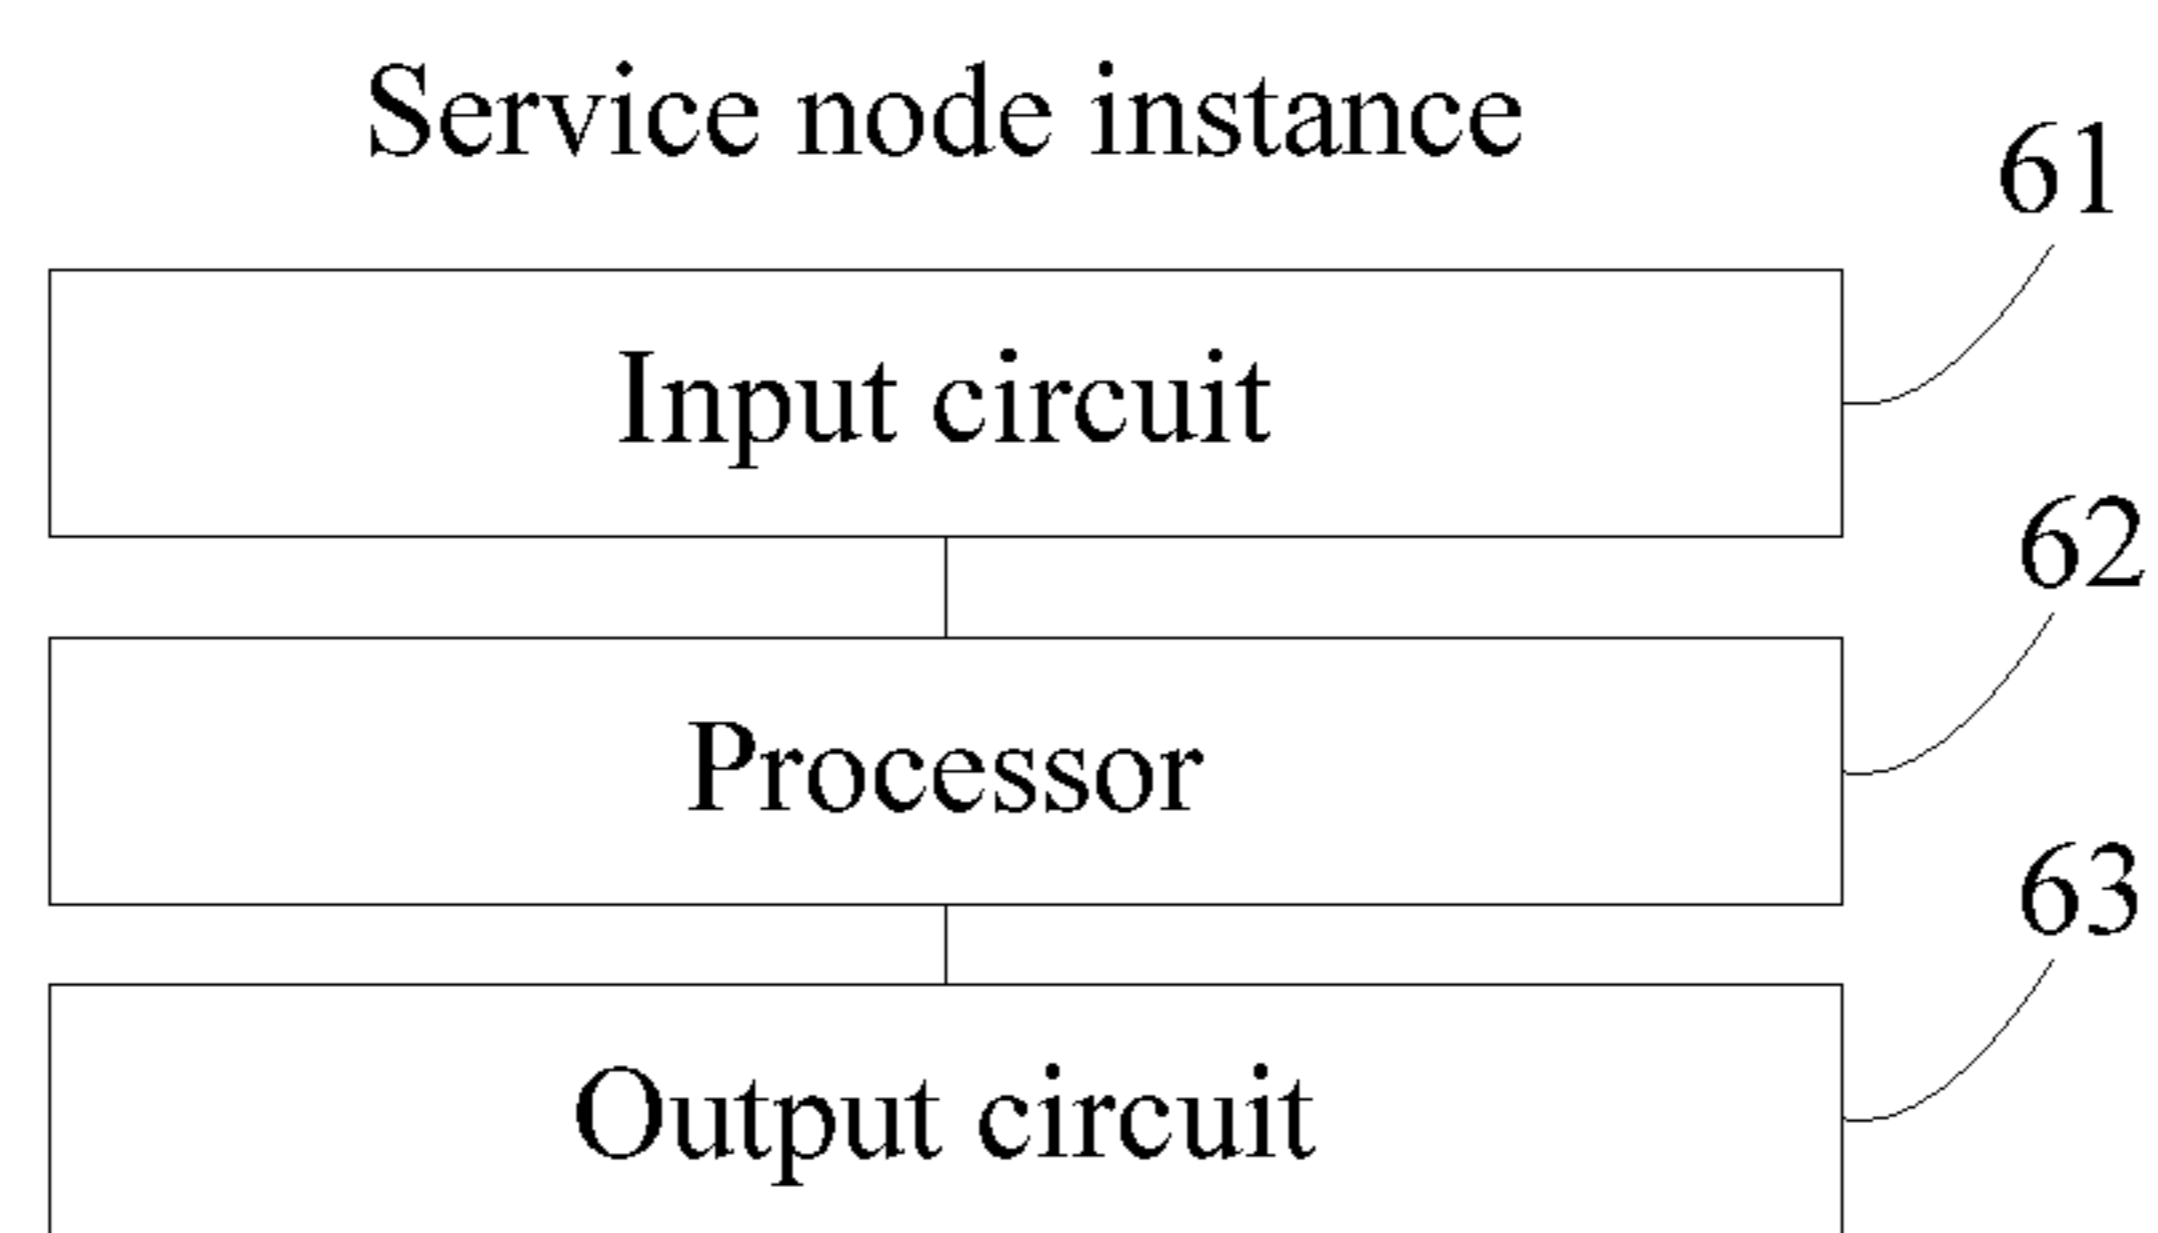 Service node instance
61
Input circuit
62
Processor
63
Output circuit